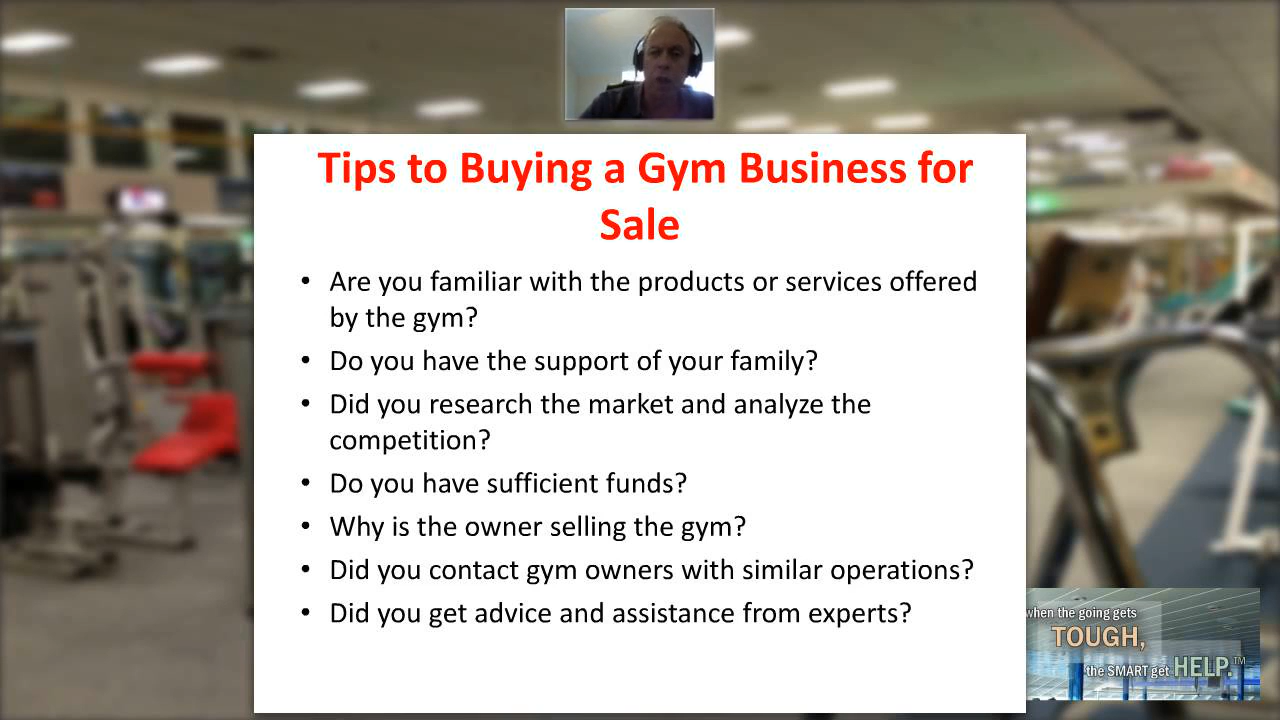 Tips to Buying a Gym Business for
Sale
• Are you familiar with the products or services offered
by the gym?
• Do you have the support of your family?
• Did you research the market and analyze the
competition?
• Do you have sufficient funds?
• Why is the owner selling the gym?
• Did you contact gym owners with similar operations?
• Did you get advice and assistance from experts?
when the going gets
TOUGH,
the SMART get HELP.™